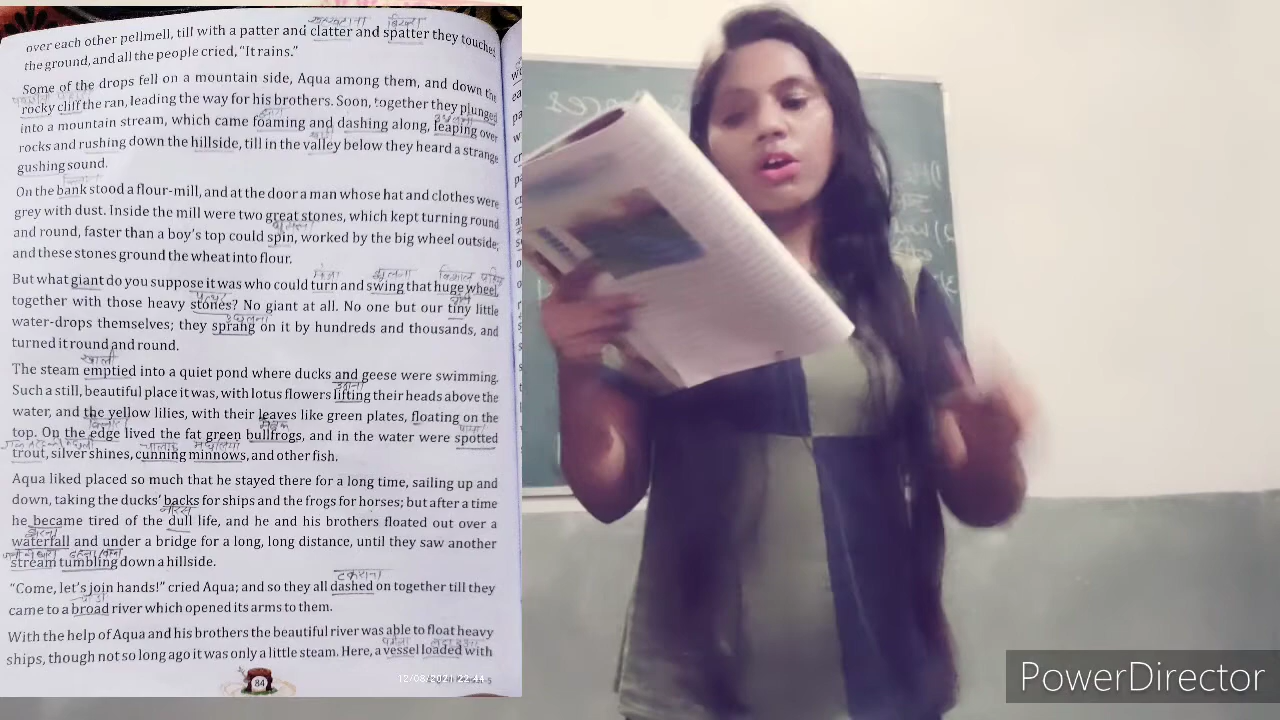 over each other pellmell, till with a patter and clatter and spatter they touched
the ground, and all the people cried, “It rains.”
Some of the drops fell on a mountain side, Aqua among them, and down the
rocky cliff the ran, leading the way for his brothers. Soon, together they plunged
into a mountain stream, which came foaming and dashing along, leaping over
rocks and rushing down the hillside, till in the valley below they heard a strange
gushing sound.
On the bank stood a flour-mill, and at the door a man whose hat and clothes were
grey with dust. Inside the mill were two great stones, which kept turning round
and round, faster than a boy's top could spin, worked by the big wheel outside;
and these stones ground the wheat into flour.
घूमना झूलना विशाल पहिया
But what giant do you suppose it was who could turn and swing that huge wheel,
पत्थर
together with those heavy stones? No giant at all. No one but our tiny little
water-drops themselves; they sprang on it by hundreds and thousands, and
turned it round and round.
खाली
The steam emptied into a quiet pond where ducks and geese were swimming.
Such a still, beautiful place it was, with lotus flowers lifting their heads above the
water, and the yellow lilies, with their leaves like green plates, floating on the
top. On the edge lived the fat green bullfrogs, and in the water were spotted
चालाक
trout, silver shines, cunning minnows, and other fish.
Aqua liked placed so much that he stayed there for a long time, sailing up and
down, taking the ducks' backs for ships and the frogs for horses; but after a time
नीरस
he became tired of the dull life, and he and his brothers floated out over a
झरना
waterfall and under a bridge for a long, long distance, until they saw another
stream tumbling down a hillside.
टकराना
“Come, let's join hands!” cried Aqua; and so they all dashed on together till they
came to a broad river which opened its arms to them.
With the help of Aqua and his brothers the beautiful river was able to float heavy
ships, though not so long ago it was only a little steam. Here, a vessel loaded with
84
12/08/2021 22:44
PowerDirector